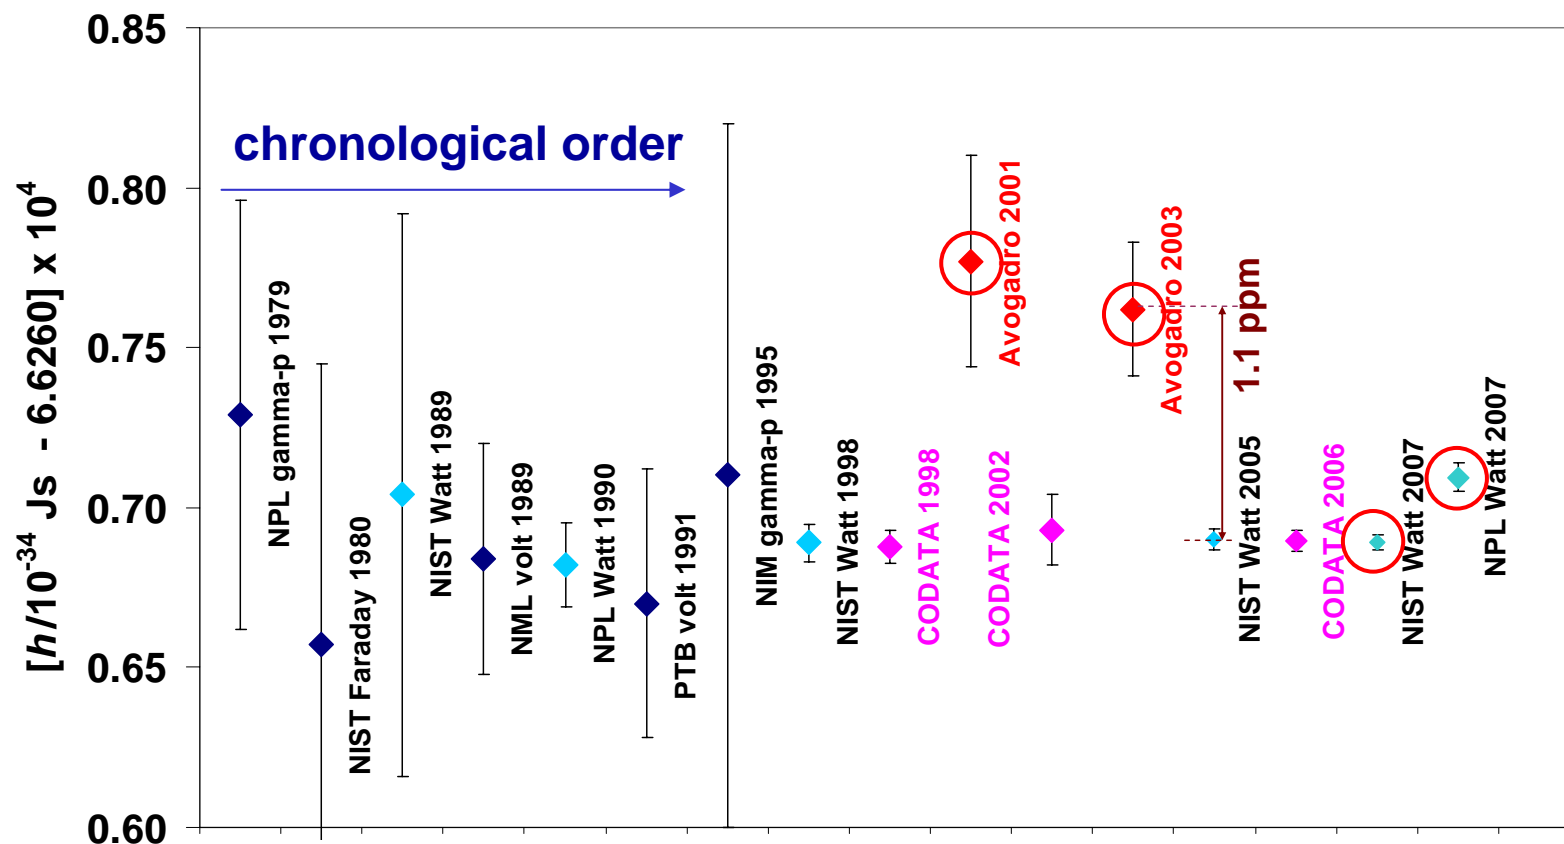 [h/10⁻³⁴ Js - 6.6260] x 10⁴
0.85
0.80
0.75
0.70
0.65
0.60
chronological order
NPL gamma-p 1979
NIST Faraday 1980
NIST Watt 1989
NML volt 1989
NPL Watt 1990
PTB volt 1991
NIM gamma-p 1995
NIST Watt 1998
CODATA 1998
Avogadro 2001
CODATA 2002
Avogadro 2003
1.1 ppm
NIST Watt 2005
CODATA 2006
NIST Watt 2007
NPL Watt 2007